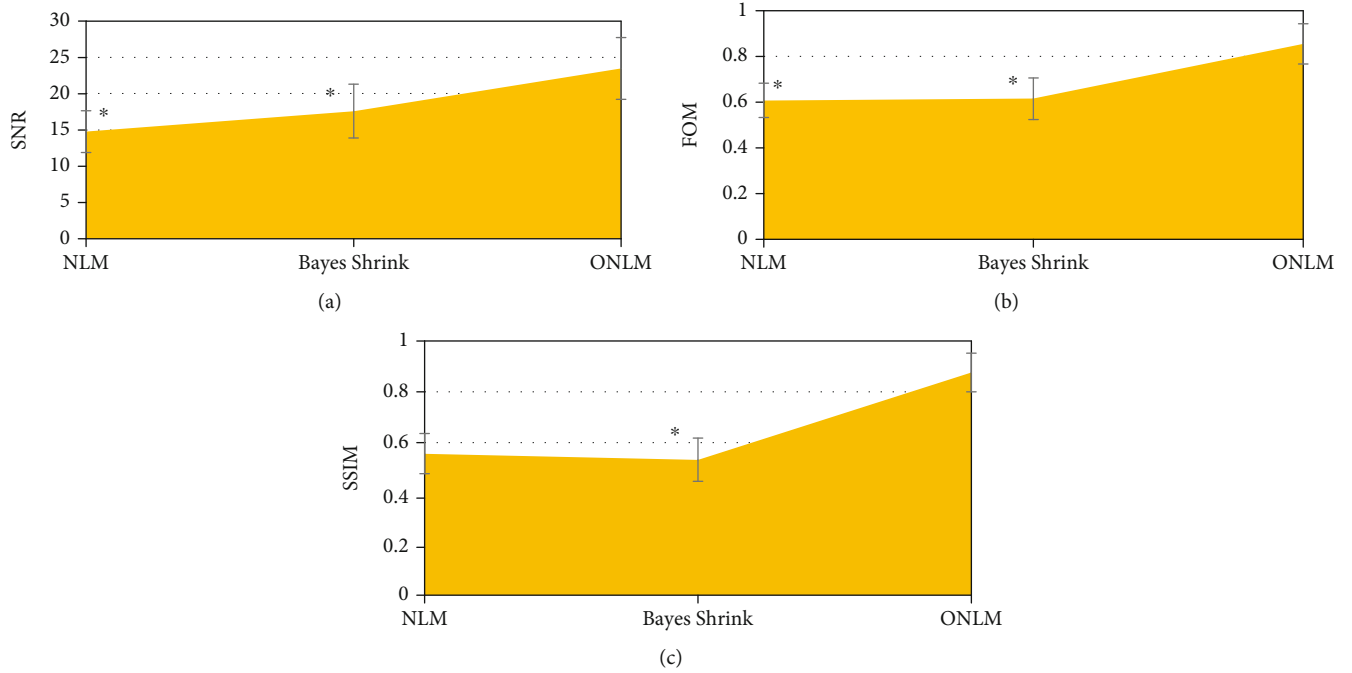 30
25
20
15
10
5
0
SNR
*
*
NLM
Bayes Shrink
ONLM
(a)
1
0.8
0.6
0.4
0.2
0
FOM
*
*
NLM
Bayes Shrink
ONLM
(b)
1
0.8
0.6
0.4
0.2
0
SSIM
*
NLM
Bayes Shrink
ONLM
(c)